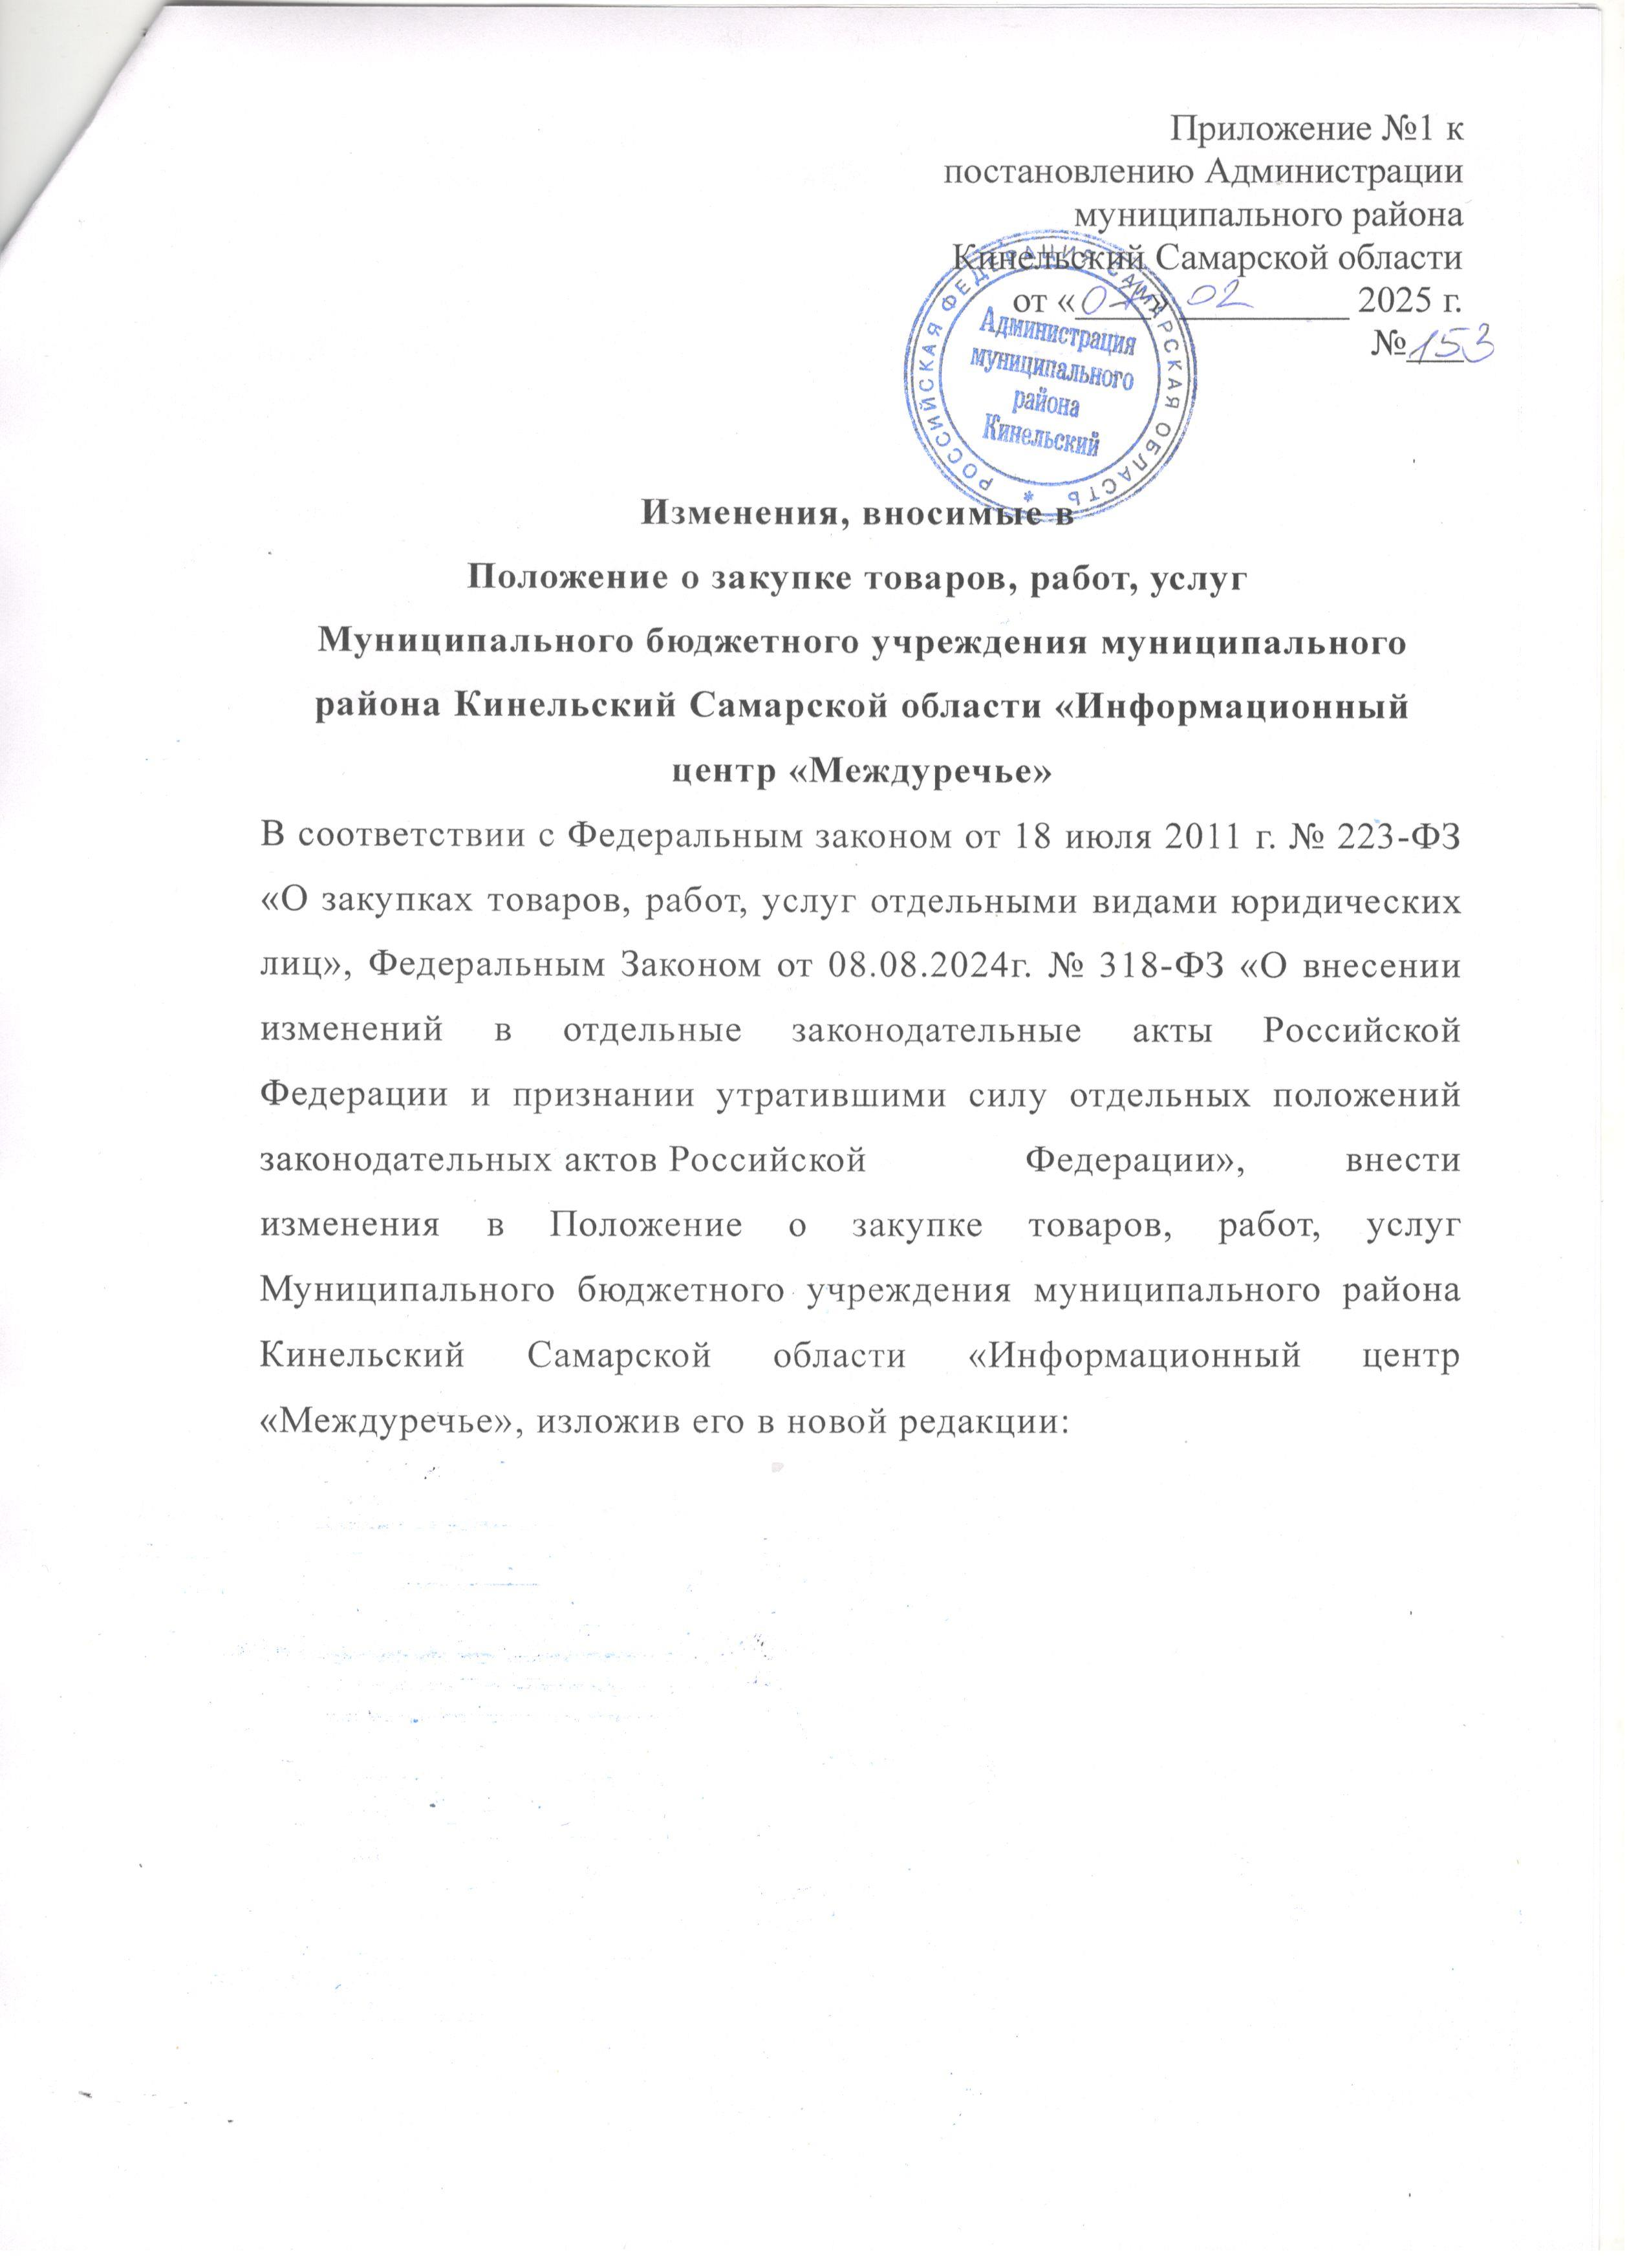 Приложение №1 к
постановлению Администрации
муниципального района
Кинельский Самарской области
от «07» 02 2025 г.
№153
РОССИЙСКАЯ ФЕДЕРАЦИЯ САМАРСКАЯ ОБЛАСТЬ *
Администрация
муниципального
района
Кинельский
Изменения, вносимые в
Положение о закупке товаров, работ, услуг
Муниципального бюджетного учреждения муниципального
района Кинельский Самарской области «Информационный
центр «Междуречье»
В соответствии с Федеральным законом от 18 июля 2011 г. № 223-ФЗ
«О закупках товаров, работ, услуг отдельными видами юридических
лиц», Федеральным Законом от 08.08.2024г. № 318-ФЗ «О внесении
изменений в отдельные законодательные акты Российской
Федерации и признании утратившими силу отдельных положений
законодательных актов Российской Федерации», внести
изменения в Положение о закупке товаров, работ, услуг
Муниципального бюджетного учреждения муниципального района
Кинельский Самарской области «Информационный центр
«Междуречье», изложив его в новой редакции: